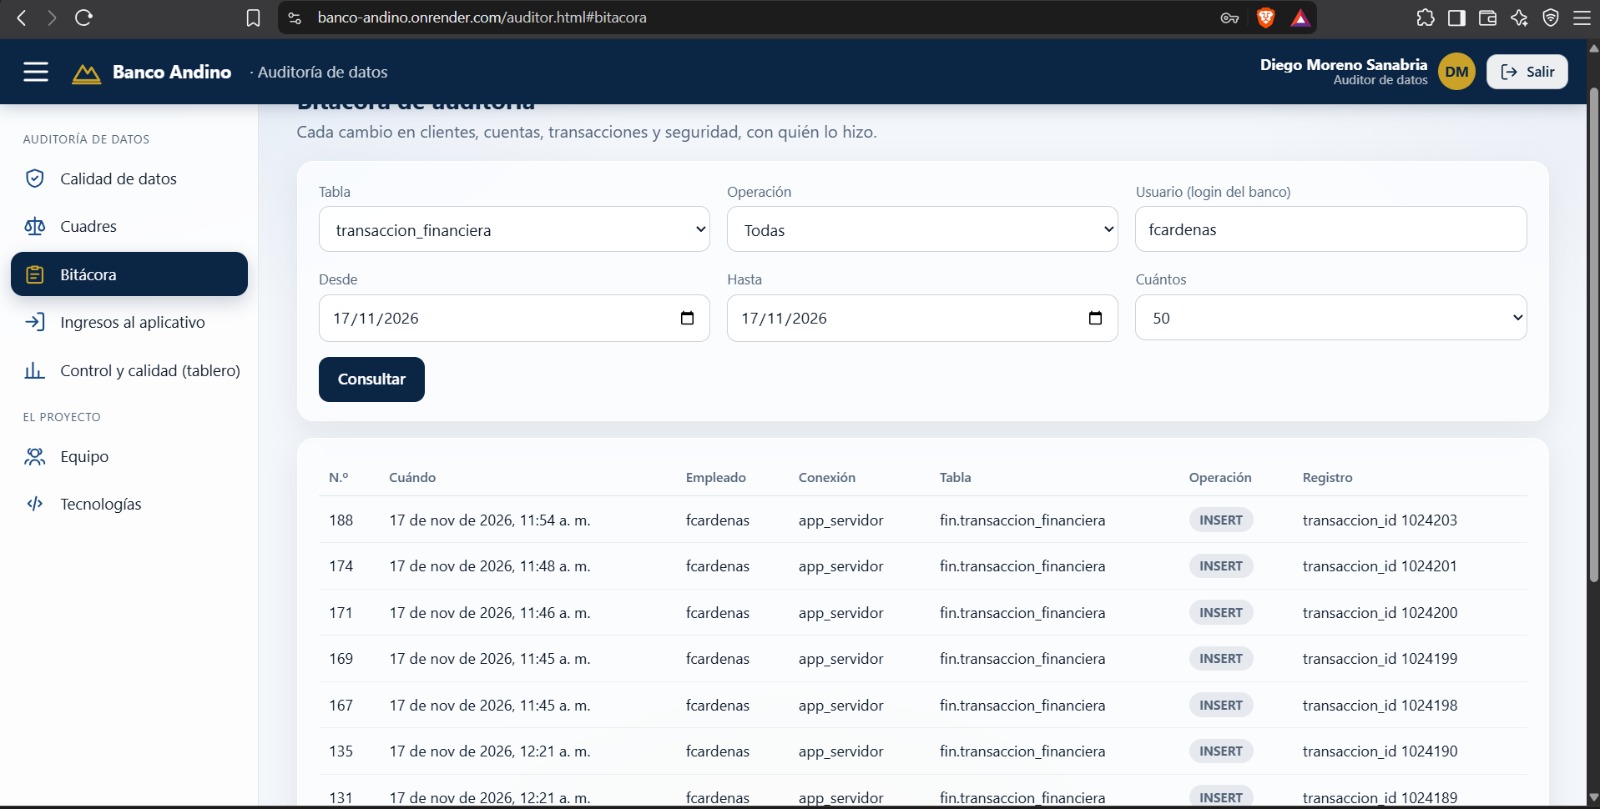 banco-andino.onrender.com/auditor.html#bitacora
Banco Andino · Auditoría de datos
Diego Moreno Sanabria
Auditor de datos
DM
Salir
AUDITORÍA DE DATOS
Calidad de datos
Cuadres
Bitácora
Ingresos al aplicativo
Control y calidad (tablero)
EL PROYECTO
Equipo
Tecnologías
Bitácora de auditoría
Cada cambio en clientes, cuentas, transacciones y seguridad, con quién lo hizo.
Tabla Operación Usuario (login del banco)
transaccion_financiera Todas fcardenas
Desde Hasta Cuántos
17/11/2026 17/11/2026 50
Consultar
N.º Cuándo Empleado Conexión Tabla Operación Registro
188 17 de nov de 2026, 11:54 a. m. fcardenas app_servidor fin.transaccion_financiera INSERT transaccion_id 1024203
174 17 de nov de 2026, 11:48 a. m. fcardenas app_servidor fin.transaccion_financiera INSERT transaccion_id 1024201
171 17 de nov de 2026, 11:46 a. m. fcardenas app_servidor fin.transaccion_financiera INSERT transaccion_id 1024200
169 17 de nov de 2026, 11:45 a. m. fcardenas app_servidor fin.transaccion_financiera INSERT transaccion_id 1024199
167 17 de nov de 2026, 11:45 a. m. fcardenas app_servidor fin.transaccion_financiera INSERT transaccion_id 1024198
135 17 de nov de 2026, 12:21 a. m. fcardenas app_servidor fin.transaccion_financiera INSERT transaccion_id 1024190
131 17 de nov de 2026, 12:21 a. m. fcardenas app_servidor fin.transaccion_financiera INSERT transaccion_id 1024189